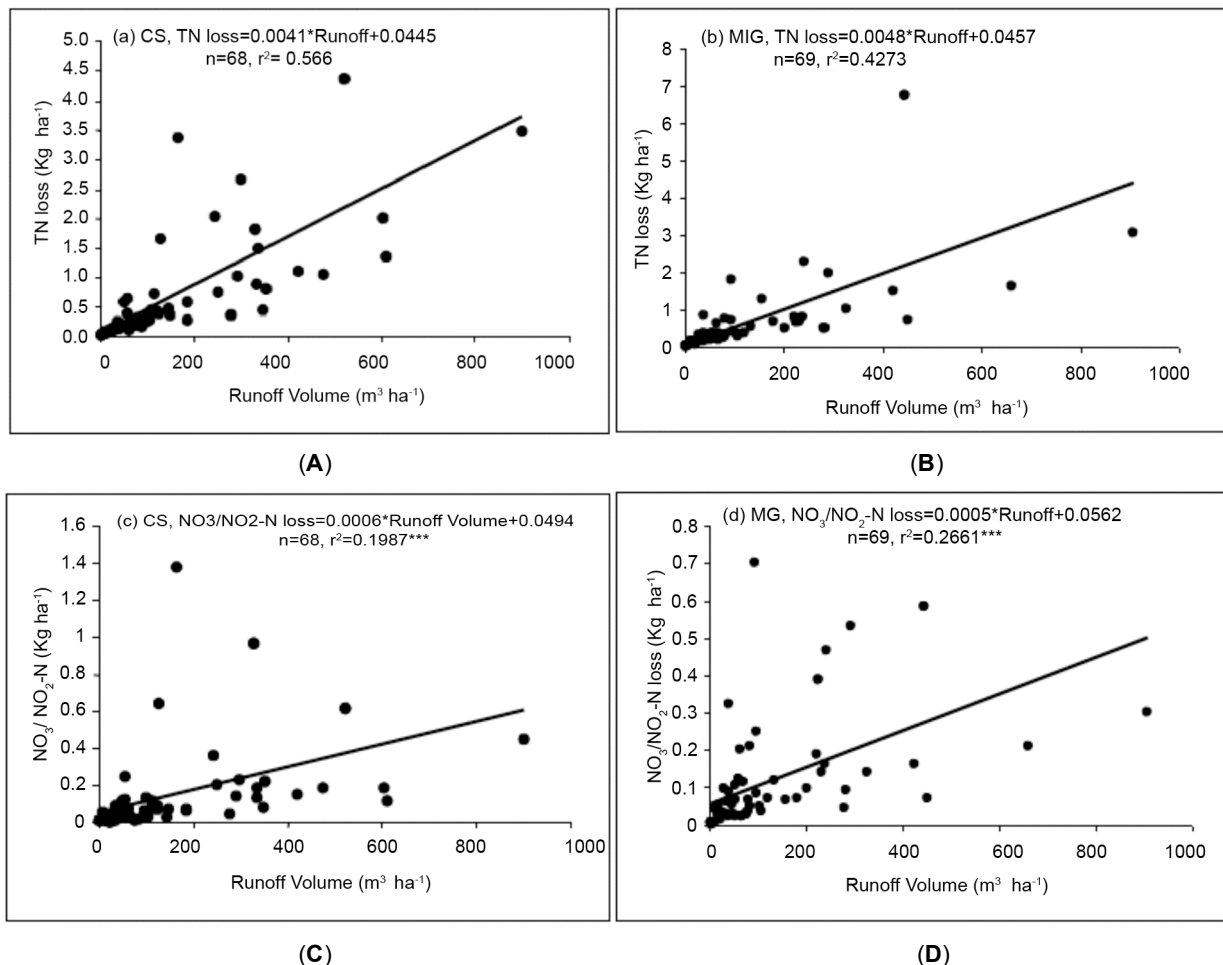 (a) CS, TN loss=0.0041*Runoff+0.0445
n=68, r²= 0.566
5.0
4.5
4.0
3.5
3.0
2.5
2.0
1.5
1.0
0.5
0.0
TN loss (Kg ha⁻¹)
0 200 400 600 800 1000
Runoff Volume (m³ ha⁻¹)
(A)
(b) MIG, TN loss=0.0048*Runoff+0.0457
n=69, r²=0.4273
8
7
6
5
4
3
2
1
0
TN loss (Kg ha⁻¹)
0 200 400 600 800 1000
Runoff Volume (m³ ha⁻¹)
(B)
(c) CS, NO3/NO2-N loss=0.0006*Runoff Volume+0.0494
n=68, r²=0.1987***
1.6
1.4
1.2
1
0.8
0.6
0.4
0.2
0
NO₃/ NO₂-N (Kg ha⁻¹)
0 200 400 600 800 1000
Runoff Volume (m³ ha⁻¹)
(C)
(d) MG, NO₃/NO₂-N loss=0.0005*Runoff+0.0562
n=69, r²=0.2661***
0.8
0.7
0.6
0.5
0.4
0.3
0.2
0.1
0
NO₃/NO₂-N loss (Kg ha⁻¹)
0 200 400 600 800 1000
Runoff Volume (m³ ha⁻¹)
(D)